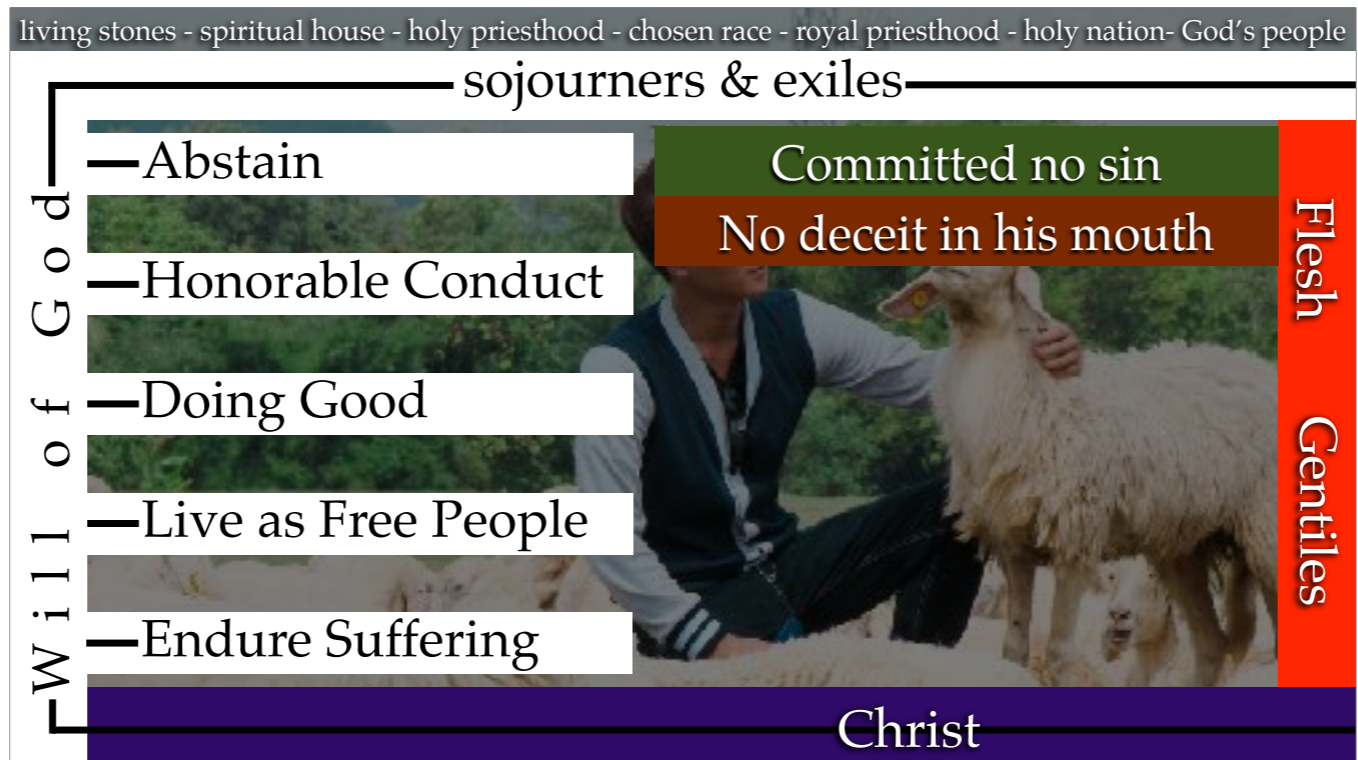 living stones - spiritual house - holy priesthood - chosen race - royal priesthood - holy nation- God’s people
sojourners & exiles
Will of God
Abstain
Honorable Conduct
Doing Good
Live as Free People
Endure Suffering
Committed no sin
No deceit in his mouth
Flesh
Gentiles
Christ